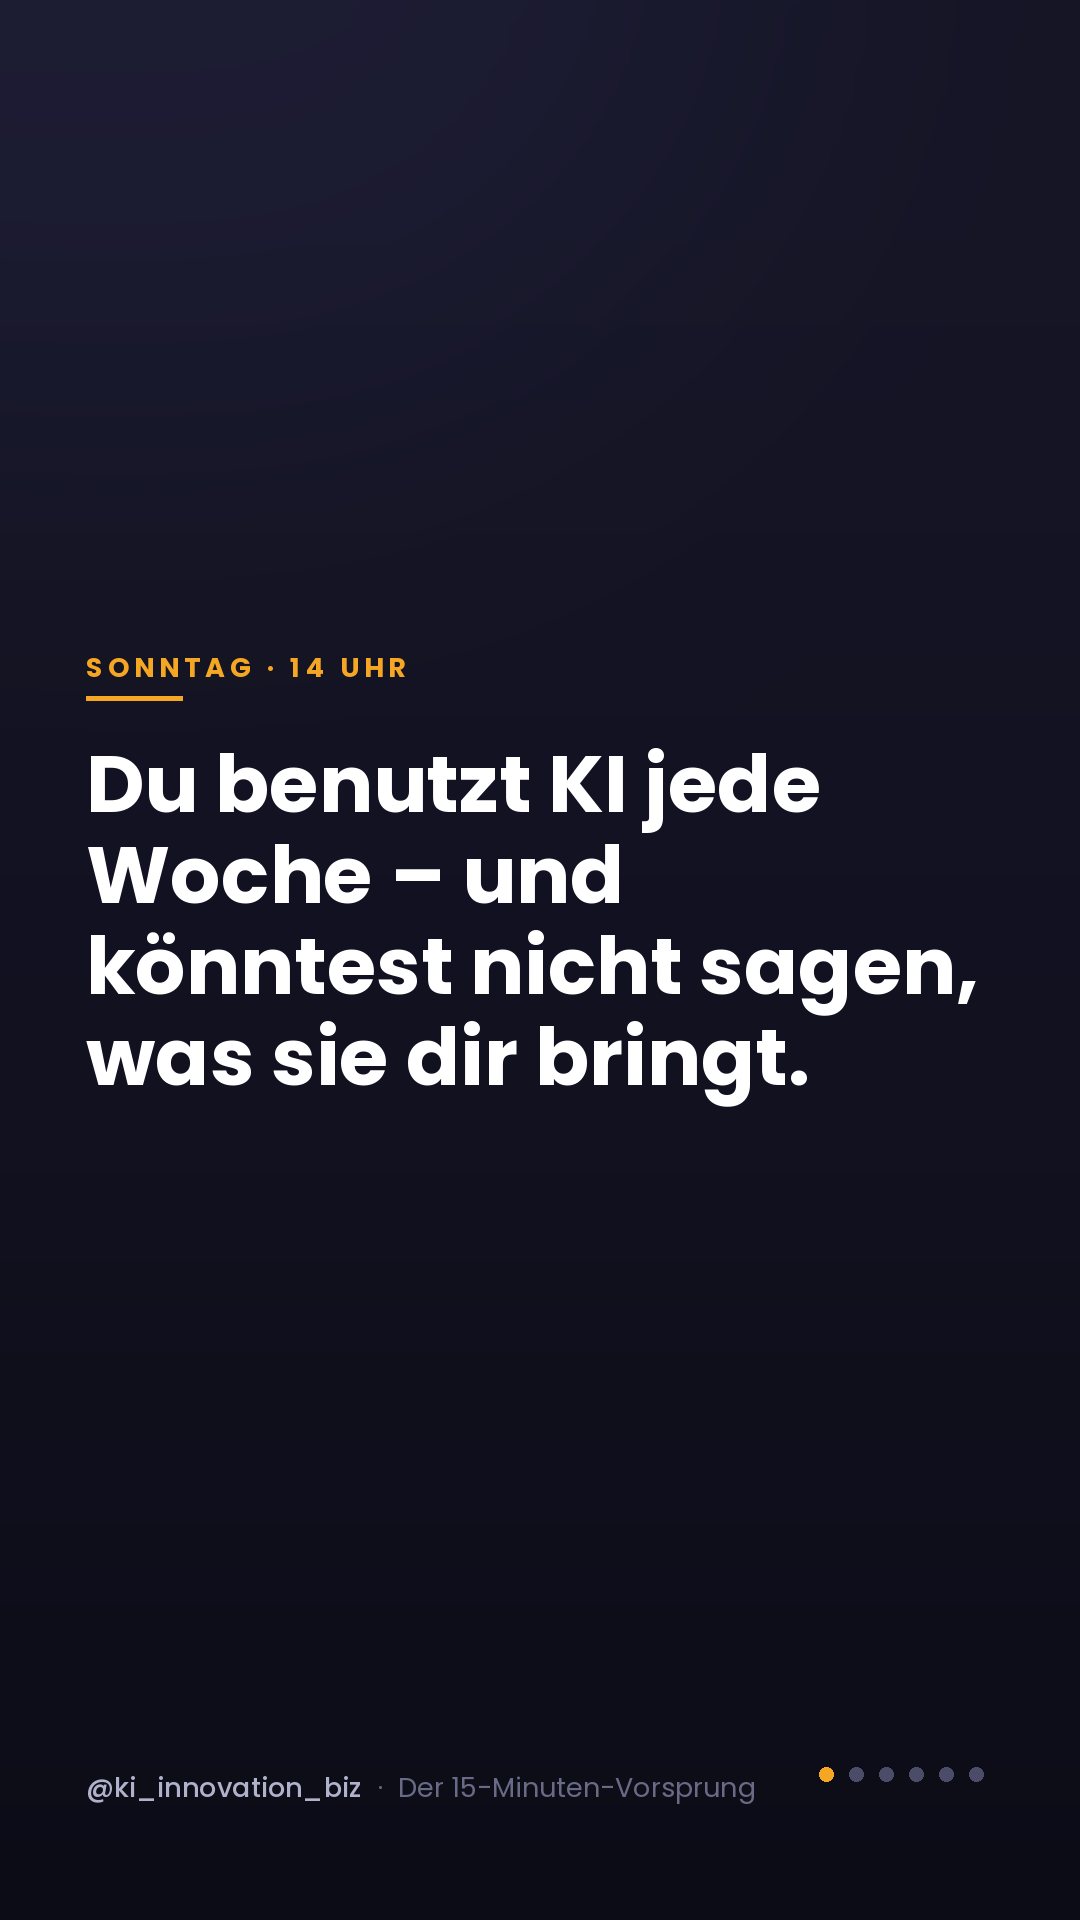 SONNTAG · 14 UHR
Du benutzt KI jede
Woche – und
könntest nicht sagen,
was sie dir bringt.
@ki_innovation_biz · Der 15-Minuten-Vorsprung